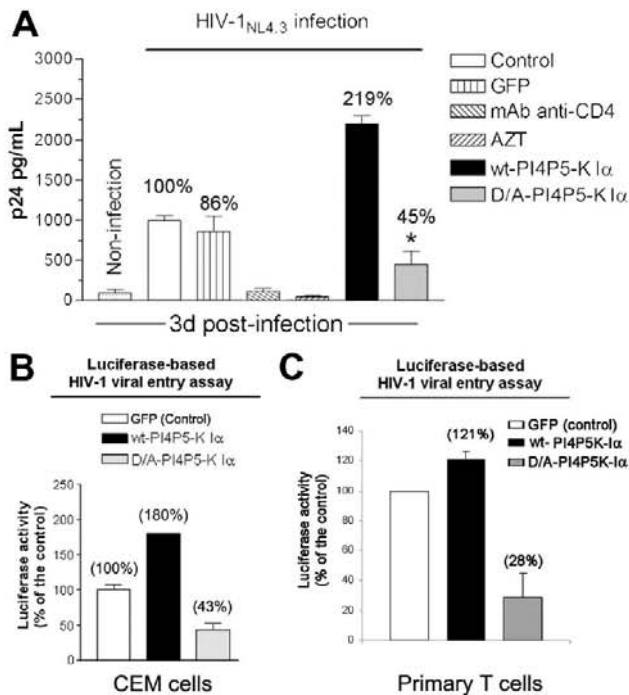 A
HIV-1NL4.3 infection
p24 pg/mL
3000
2500
2000
1500
1000
500
0
Non-infection
100%
86%
219%
45%
*
Control
GFP
mAb anti-CD4
AZT
wt-PI4P5-K Iα
D/A-PI4P5-K Iα
3d post-infection
B
Luciferase-based
HIV-1 viral entry assay
GFP (Control)
wt-PI4P5-K Iα
D/A-PI4P5-K Iα
Luciferase activity
(% of the control)
200
150
100
50
0
(100%)
(180%)
(43%)
CEM cells
C
Luciferase-based
HIV-1 viral entry assay
GFP (control)
wt- PI4P5K-Iα
D/A-PI4P5K-Iα
Luciferase activity
(% of the control)
140
120
100
80
60
40
20
0
(121%)
(28%)
Primary T cells